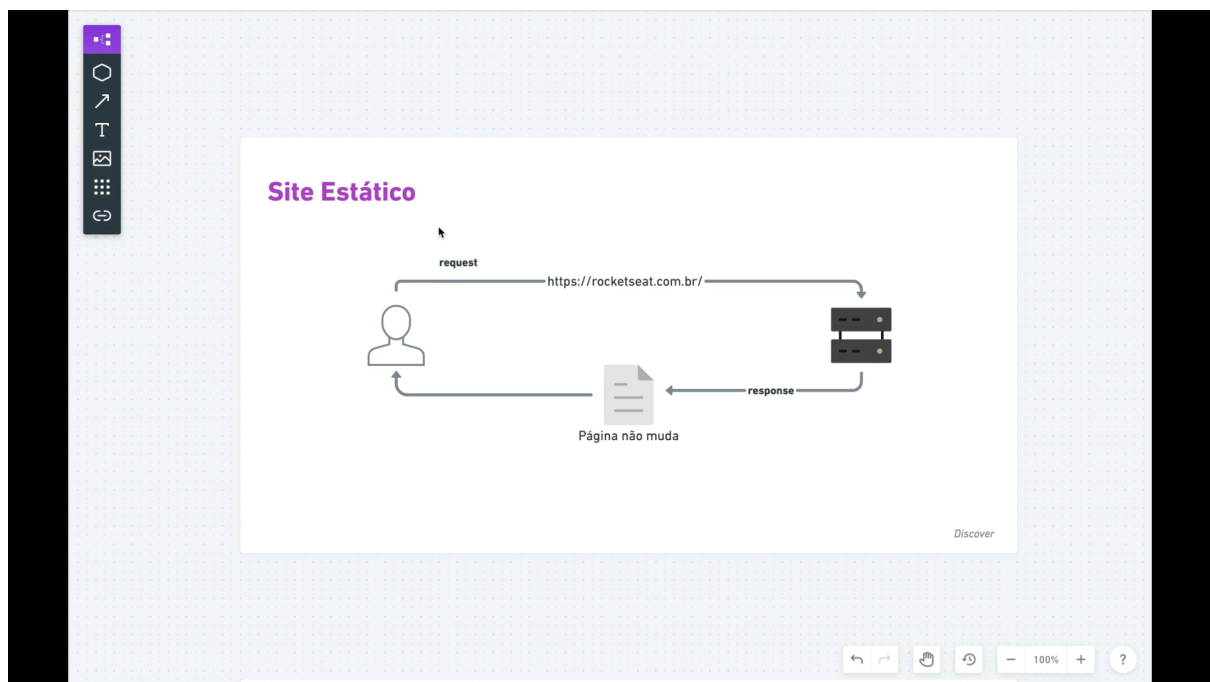 Site Estático
request
https://rocketseat.com.br/
response
Página não muda
Discover
T
100%
?